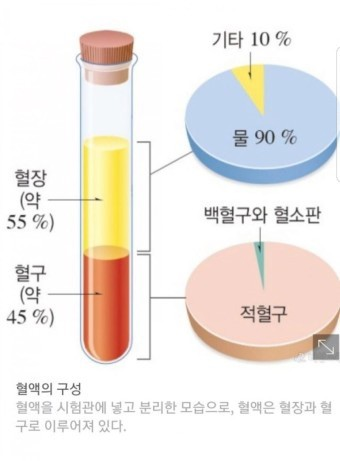 기타 10 %
물 90 %
혈장
(약
55 %)
백혈구와 혈소판
혈구
(약
45 %)
적혈구
혈액의 구성
혈액을 시험관에 넣고 분리한 모습으로, 혈액은 혈장과 혈
구로 이루어져 있다.